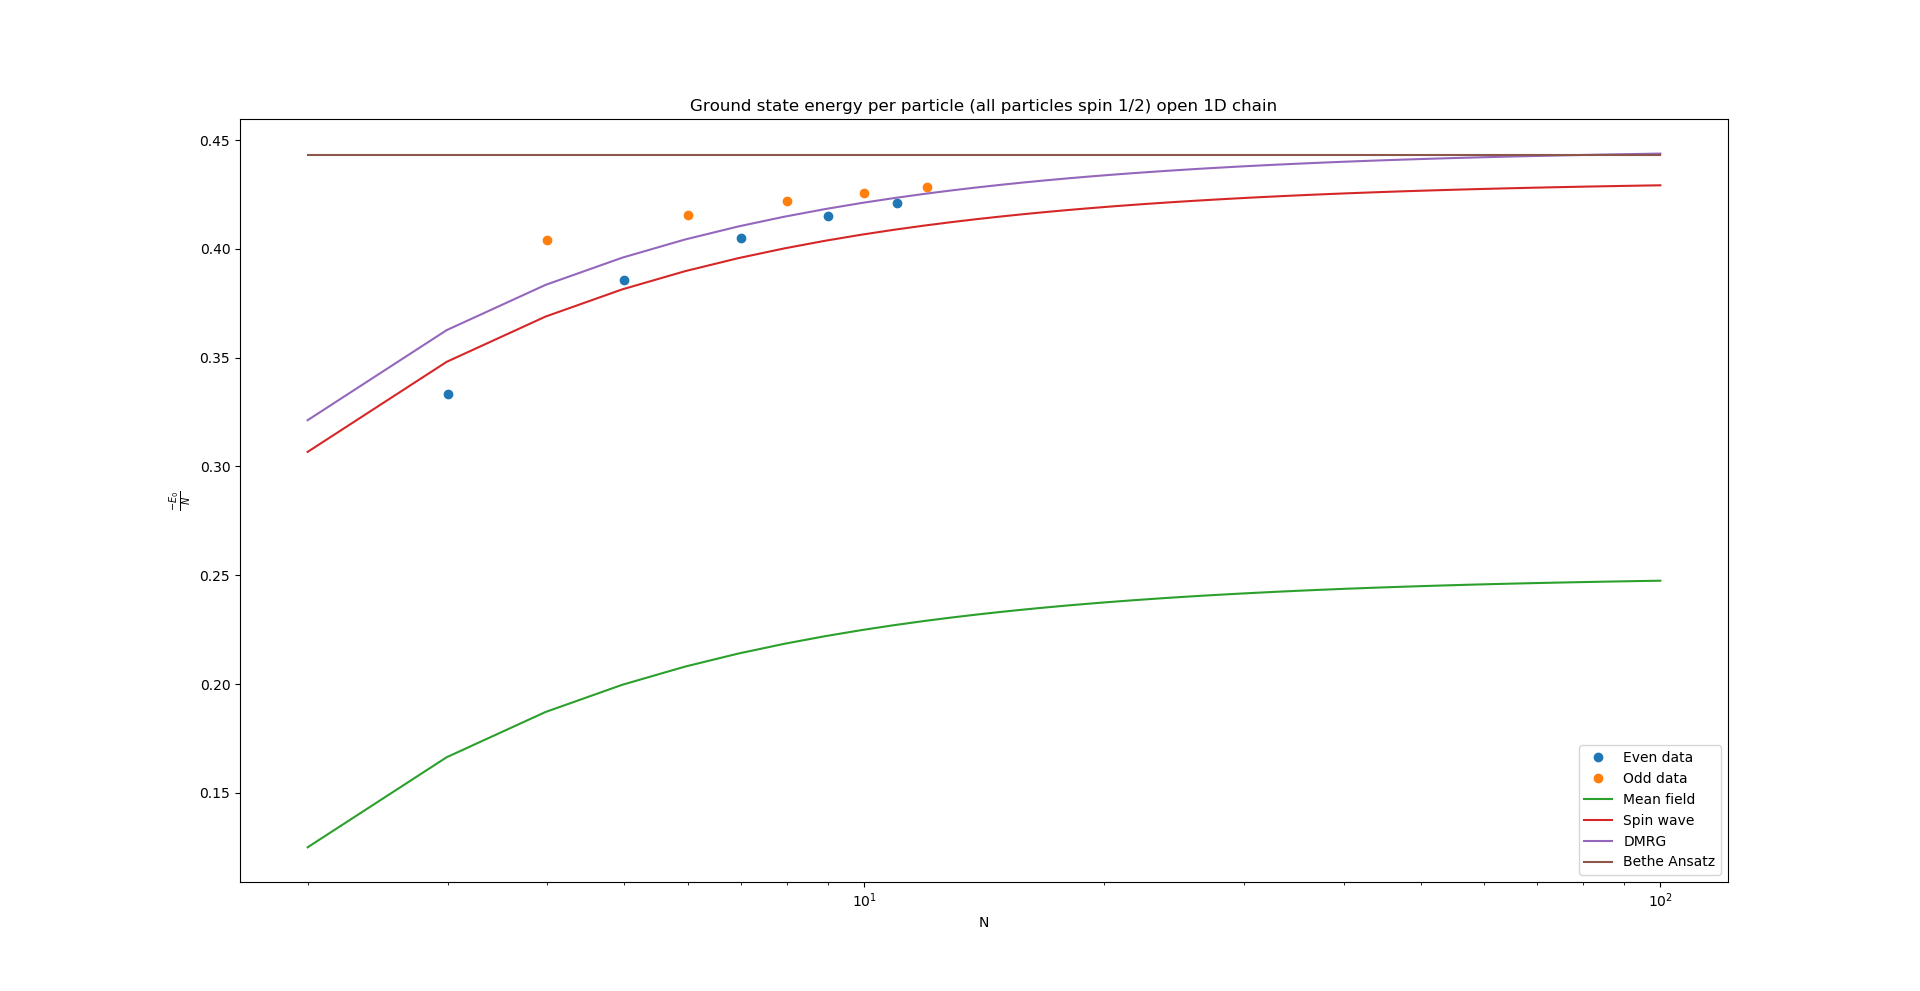 Ground state energy per particle (all particles spin 1/2) open 1D chain
0.45
0.40
0.35
0.30
0.25
0.20
0.15
−E₀/N
10¹
10²
N
Even data
Odd data
Mean field
Spin wave
DMRG
Bethe Ansatz